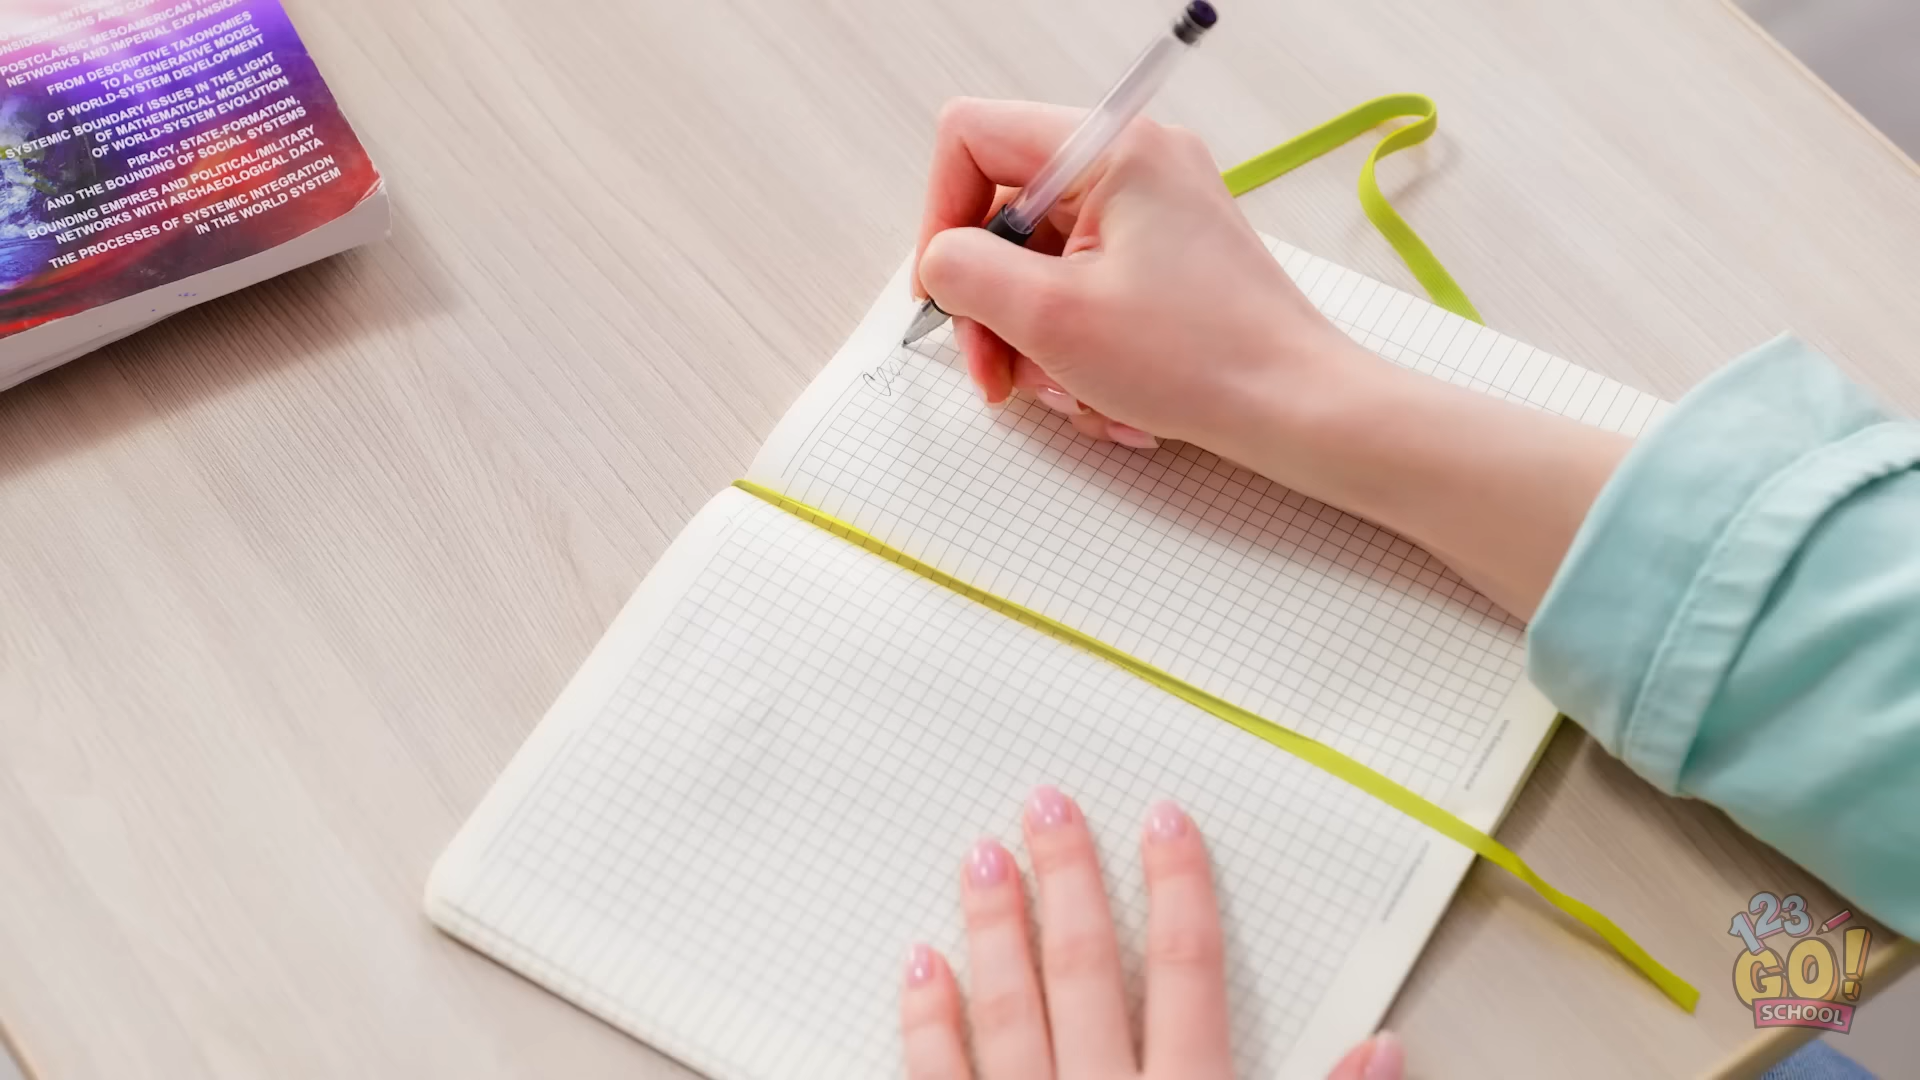 POSTCLASSIC MESOAMERICAN
NETWORKS AND IMPERIAL EXPANSION
FROM DESCRIPTIVE TAXONOMIES
TO A GENERATIVE MODEL
OF WORLD-SYSTEM DEVELOPMENT
SYSTEMIC BOUNDARY ISSUES IN THE LIGHT
OF MATHEMATICAL MODELING
OF WORLD-SYSTEM EVOLUTION
PIRACY, STATE-FORMATION,
AND THE BOUNDING OF SOCIAL SYSTEMS
BOUNDING EMPIRES AND POLITICAL/MILITARY
NETWORKS WITH ARCHAEOLOGICAL DATA
THE PROCESSES OF SYSTEMIC INTEGRATION
IN THE WORLD SYSTEM
123
GO!
SCHOOL